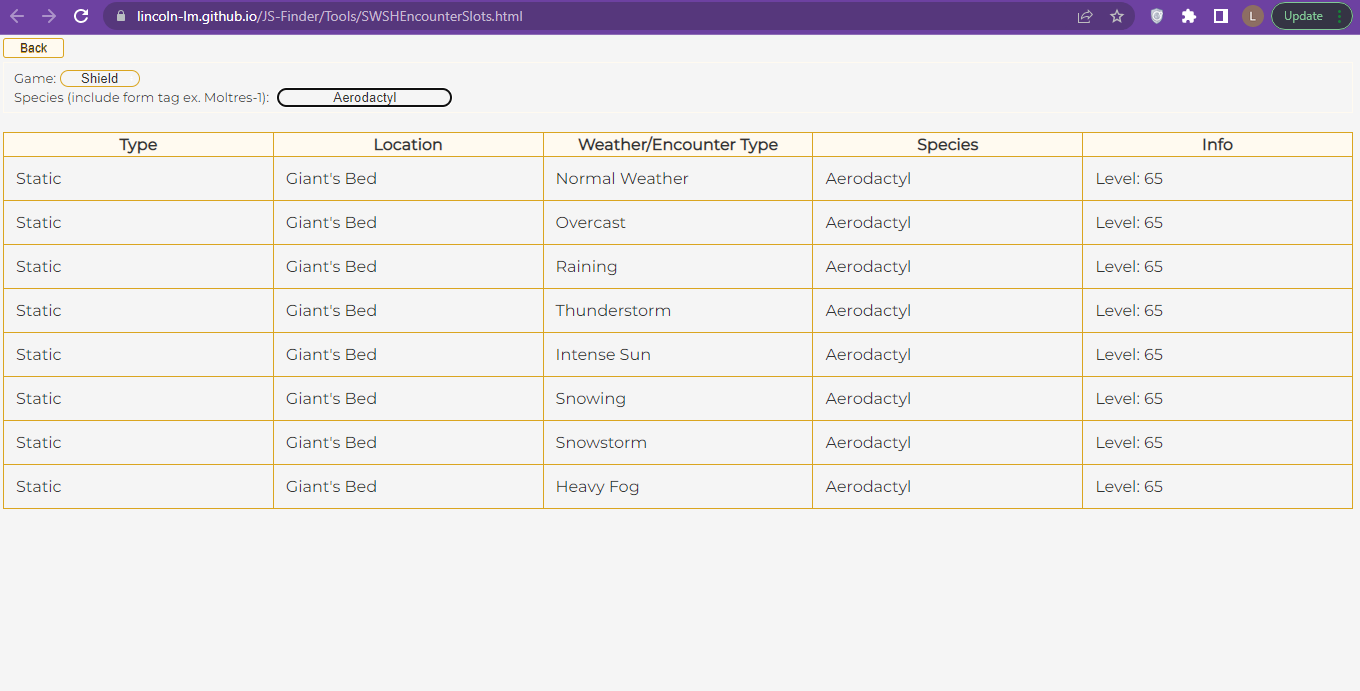 lincoln-lm.github.io/JS-Finder/Tools/SWSHEncounterSlots.html
L
Update
Back
Game: Shield
Species (include form tag ex. Moltres-1): Aerodactyl
Type Location Weather/Encounter Type Species Info
Static Giant's Bed Normal Weather Aerodactyl Level: 65
Static Giant's Bed Overcast Aerodactyl Level: 65
Static Giant's Bed Raining Aerodactyl Level: 65
Static Giant's Bed Thunderstorm Aerodactyl Level: 65
Static Giant's Bed Intense Sun Aerodactyl Level: 65
Static Giant's Bed Snowing Aerodactyl Level: 65
Static Giant's Bed Snowstorm Aerodactyl Level: 65
Static Giant's Bed Heavy Fog Aerodactyl Level: 65